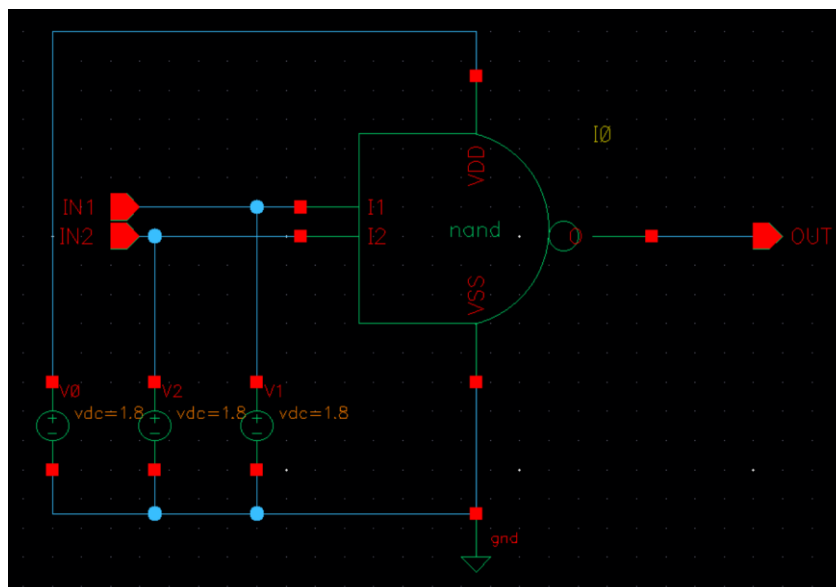 I0
VDD
IN1
I1
IN2
I2
nand
O
OUT
VSS
V0
V2
V1
vdc=1.8
vdc=1.8
vdc=1.8
gnd